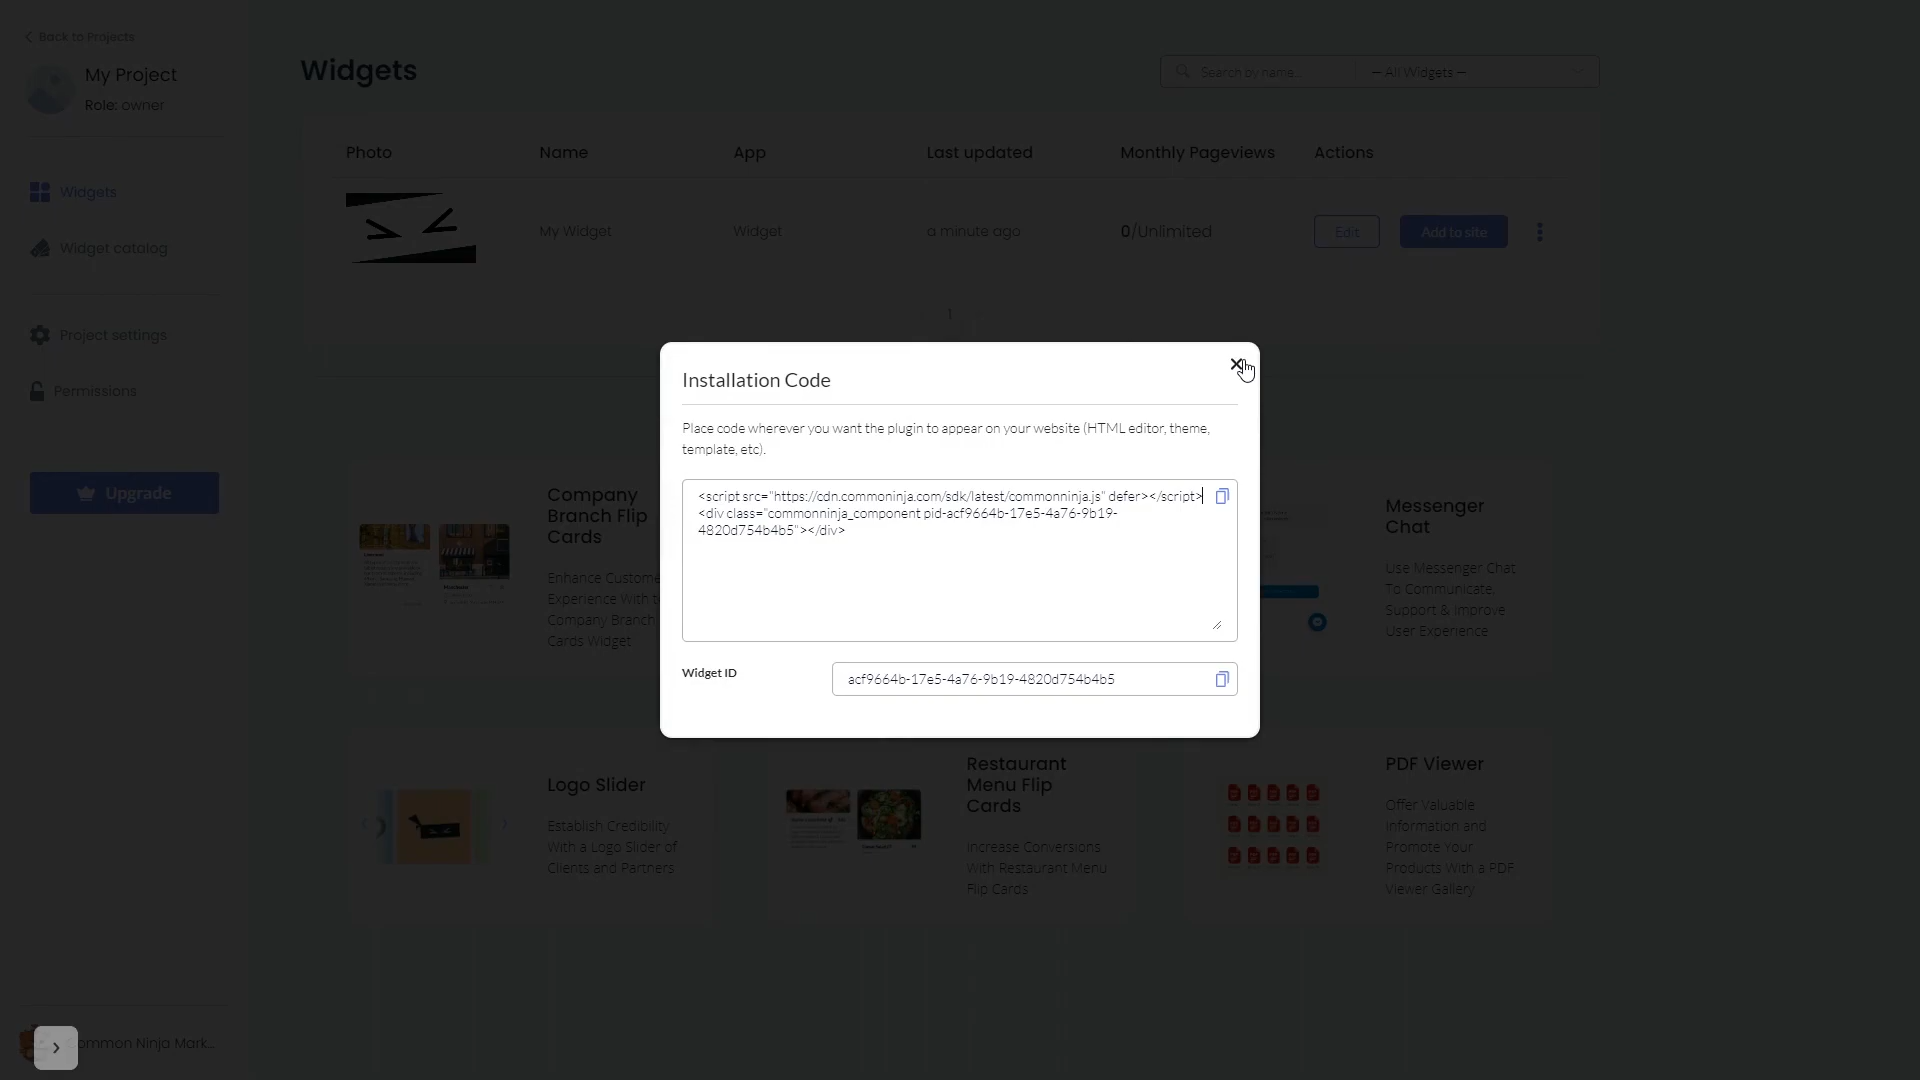 Back to Projects
My Project
Role: owner
Widgets
Widget catalog
Project settings
Permissions
Upgrade
Common Ninja Mark...
Widgets
Search by name...
— All Widgets —
Photo Name App Last updated Monthly Pageviews Actions
My Widget Widget a minute ago 0/Unlimited Edit Add to site
1
Installation Code
Place code wherever you want the plugin to appear on your website (HTML editor, theme,
template, etc).
<script src="https://cdn.commoninja.com/sdk/latest/commonninja.js" defer></script>
<div class="commonninja_component pid-acf9664b-17e5-4a76-9b19-
4820d754b4b5"></div>
Widget ID
acf9664b-17e5-4a76-9b19-4820d754b4b5
Company
Branch Flip
Cards
Enhance Custome
Experience With
Company Branch
Cards Widget
Messenger
Chat
Use Messenger Chat
To Communicate,
Support & Improve
User Experience
Logo Slider
Establish Credibility
With a Logo Slider of
Clients and Partners
Restaurant
Menu Flip
Cards
Increase Conversions
With Restaurant Menu
Flip Cards
PDF Viewer
Offer Valuable
Information and
Promote Your
Products With a PDF
Viewer Gallery